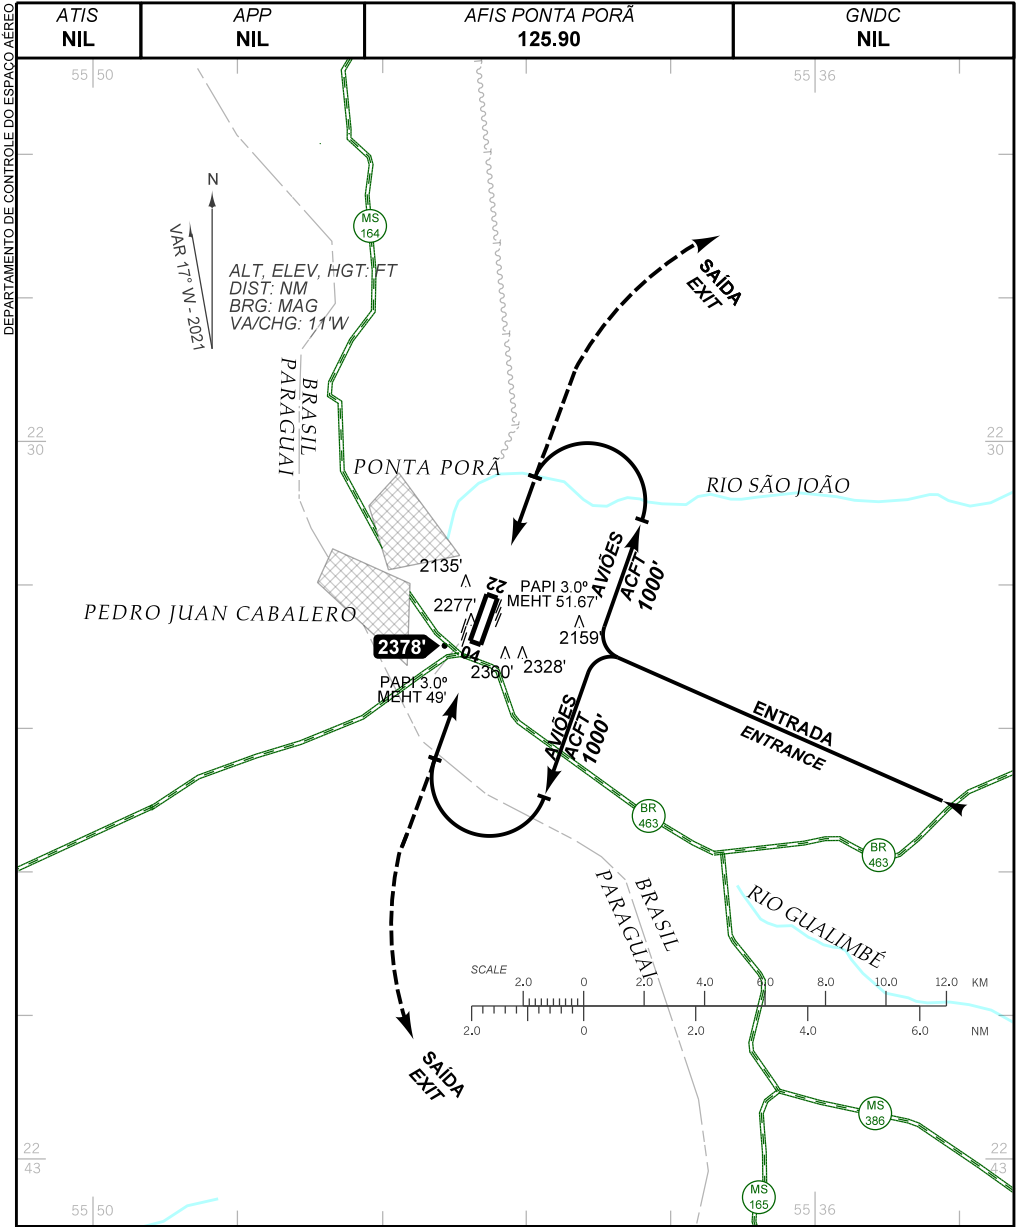 DEPARTAMENTO DE CONTROLE DO ESPAÇO AÉREO
ATIS
NIL
APP
NIL
AFIS PONTA PORÃ
125.90
GNDC
NIL
55 50
55 36
N
VAR 17° W - 2021
MS
164
ALT, ELEV, HGT: FT
DIST: NM
BRG: MAG
VA/CHG: 11'W
SAÍDA
EXIT
BRASIL
PARAGUAI
22
30
22
30
PONTA PORÃ
RIO SÃO JOÃO
2135'
22
PAPI 3.0º
MEHT 51.67'
AVIÕES
ACFT
1000'
2277'
PEDRO JUAN CABALERO
2159'
2378'
04
2360'
2328'
PAPI 3.0º
MEHT 49'
AVIÕES
ACFT
1000'
ENTRADA
ENTRANCE
BR
463
BR
463
BRASIL
PARAGUAI
RIO GUALIMBÉ
SCALE
2.0 0 2.0 4.0 6.0 8.0 10.0 12.0 KM
2.0 0 2.0 4.0 6.0 NM
SAÍDA
EXIT
MS
386
22
43
22
43
MS
165
55 50
55 36